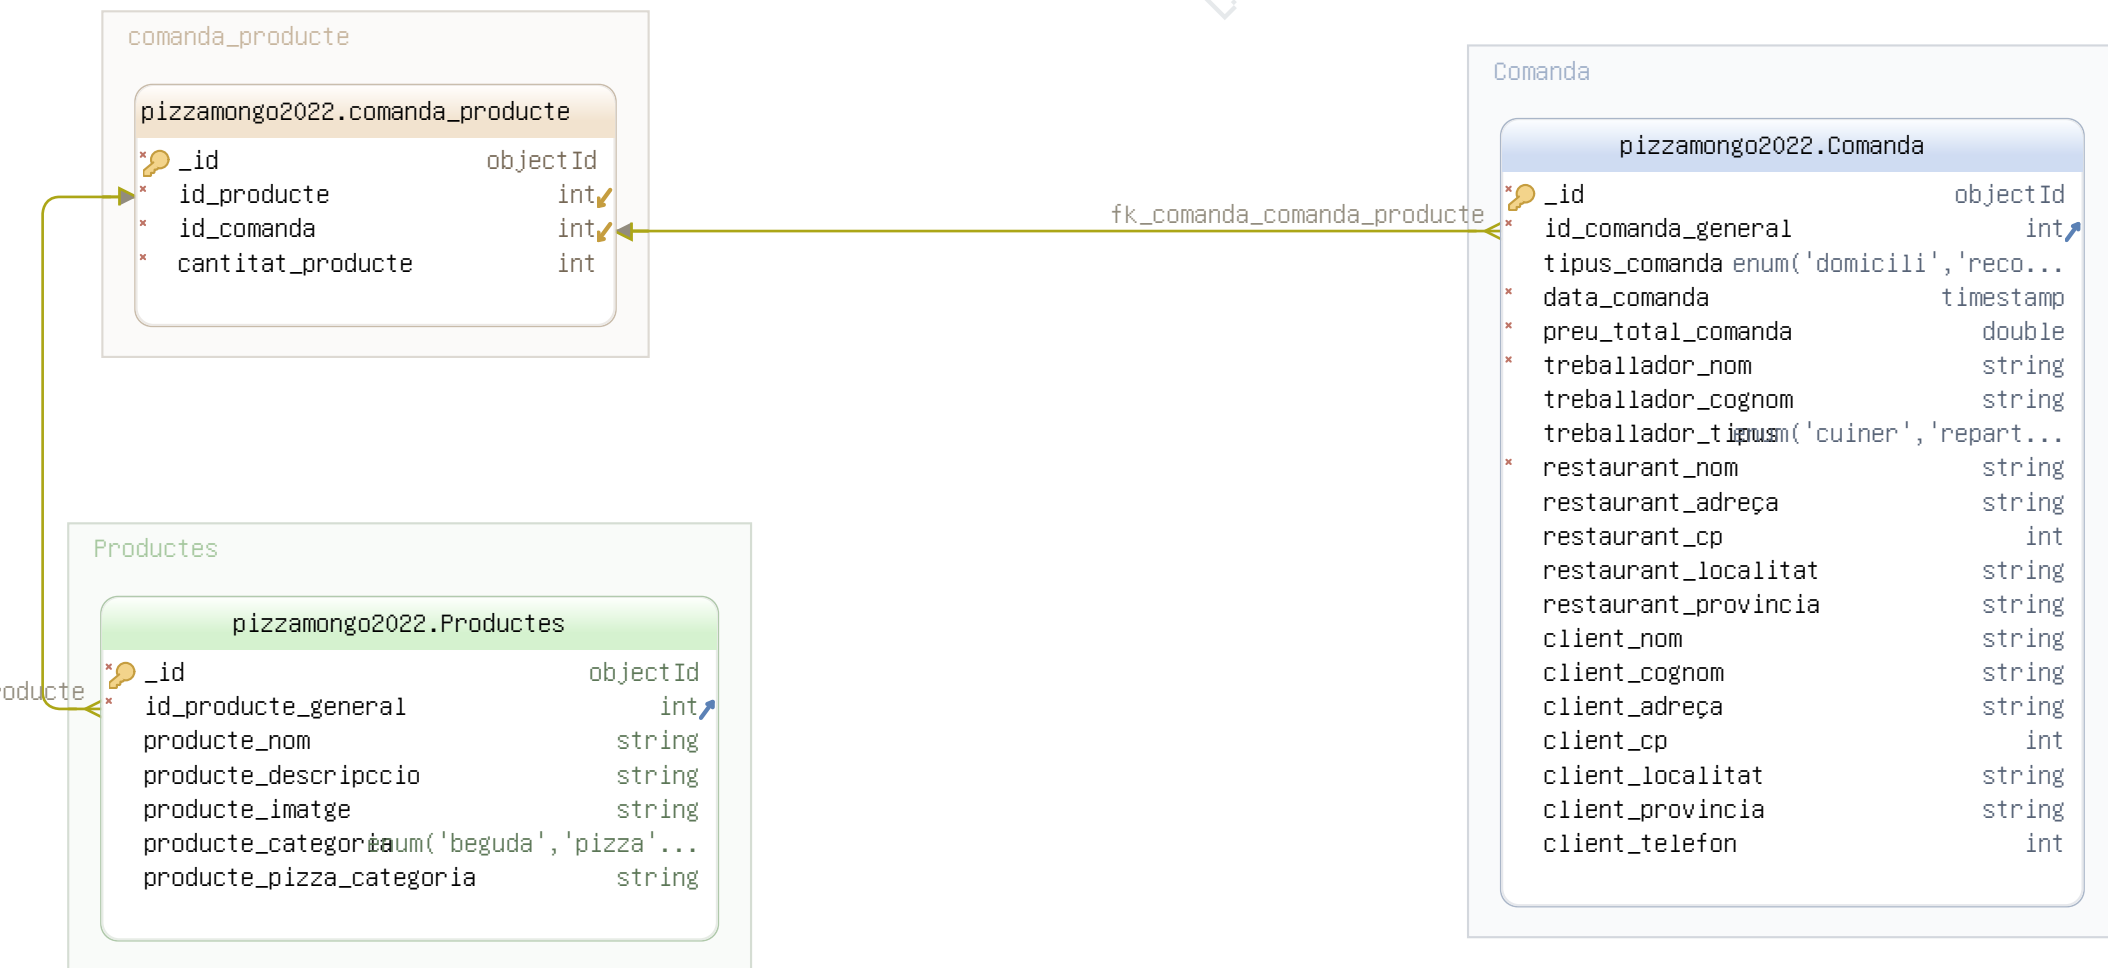 comanda_producte
pizzamongo2022.comanda_producte
_id objectId
id_producte int
id_comanda int
cantitat_producte int
fk_comanda_comanda_producte
Comanda
pizzamongo2022.Comanda
_id objectId
id_comanda_general int
tipus_comanda enum('domicili','reco...
data_comanda timestamp
preu_total_comanda double
treballador_nom string
treballador_cognom string
treballador_tipus enum('cuiner','repart...
restaurant_nom string
restaurant_adreça string
restaurant_cp int
restaurant_localitat string
restaurant_provincia string
client_nom string
client_cognom string
client_adreça string
client_cp int
client_localitat string
client_provincia string
client_telefon int
Productes
pizzamongo2022.Productes
_id objectId
id_producte_general int
producte_nom string
producte_descripccio string
producte_imatge string
producte_categoria enum('beguda','pizza'...
producte_pizza_categoria string